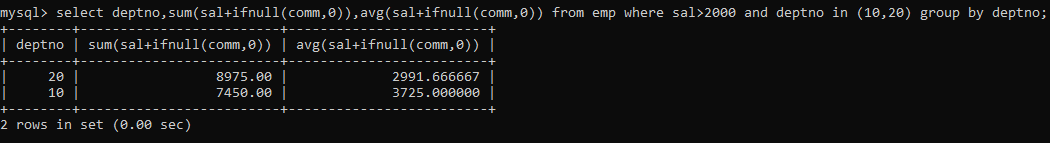 mysql> select deptno,sum(sal+ifnull(comm,0)),avg(sal+ifnull(comm,0)) from emp where sal>2000 and deptno in (10,20) group by deptno;
+--------+-------------------------+-------------------------+
| deptno | sum(sal+ifnull(comm,0)) | avg(sal+ifnull(comm,0)) |
+--------+-------------------------+-------------------------+
|     20 |                 8975.00 |             2991.666667 |
|     10 |                 7450.00 |             3725.000000 |
+--------+-------------------------+-------------------------+
2 rows in set (0.00 sec)